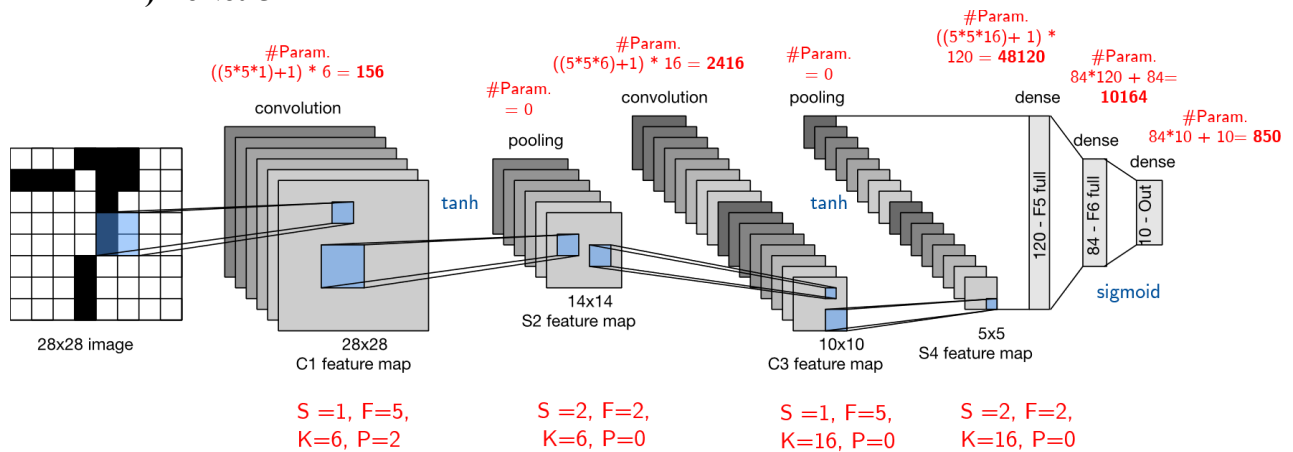 #Param.
((5*5*1)+1) * 6 = 156
convolution
#Param.
= 0
pooling
#Param.
((5*5*6)+1) * 16 = 2416
convolution
#Param.
= 0
pooling
#Param.
((5*5*16)+ 1) *
120 = 48120
dense
#Param.
84*120 + 84=
10164
dense
#Param.
84*10 + 10= 850
dense
tanh
tanh
120 - F5 full
84 - F6 full
10 - Out
sigmoid
28x28 image
28x28
C1 feature map
14x14
S2 feature map
10x10
C3 feature map
5x5
S4 feature map
S =1, F=5,
K=6, P=2
S =2, F=2,
K=6, P=0
S =1, F=5,
K=16, P=0
S =2, F=2,
K=16, P=0